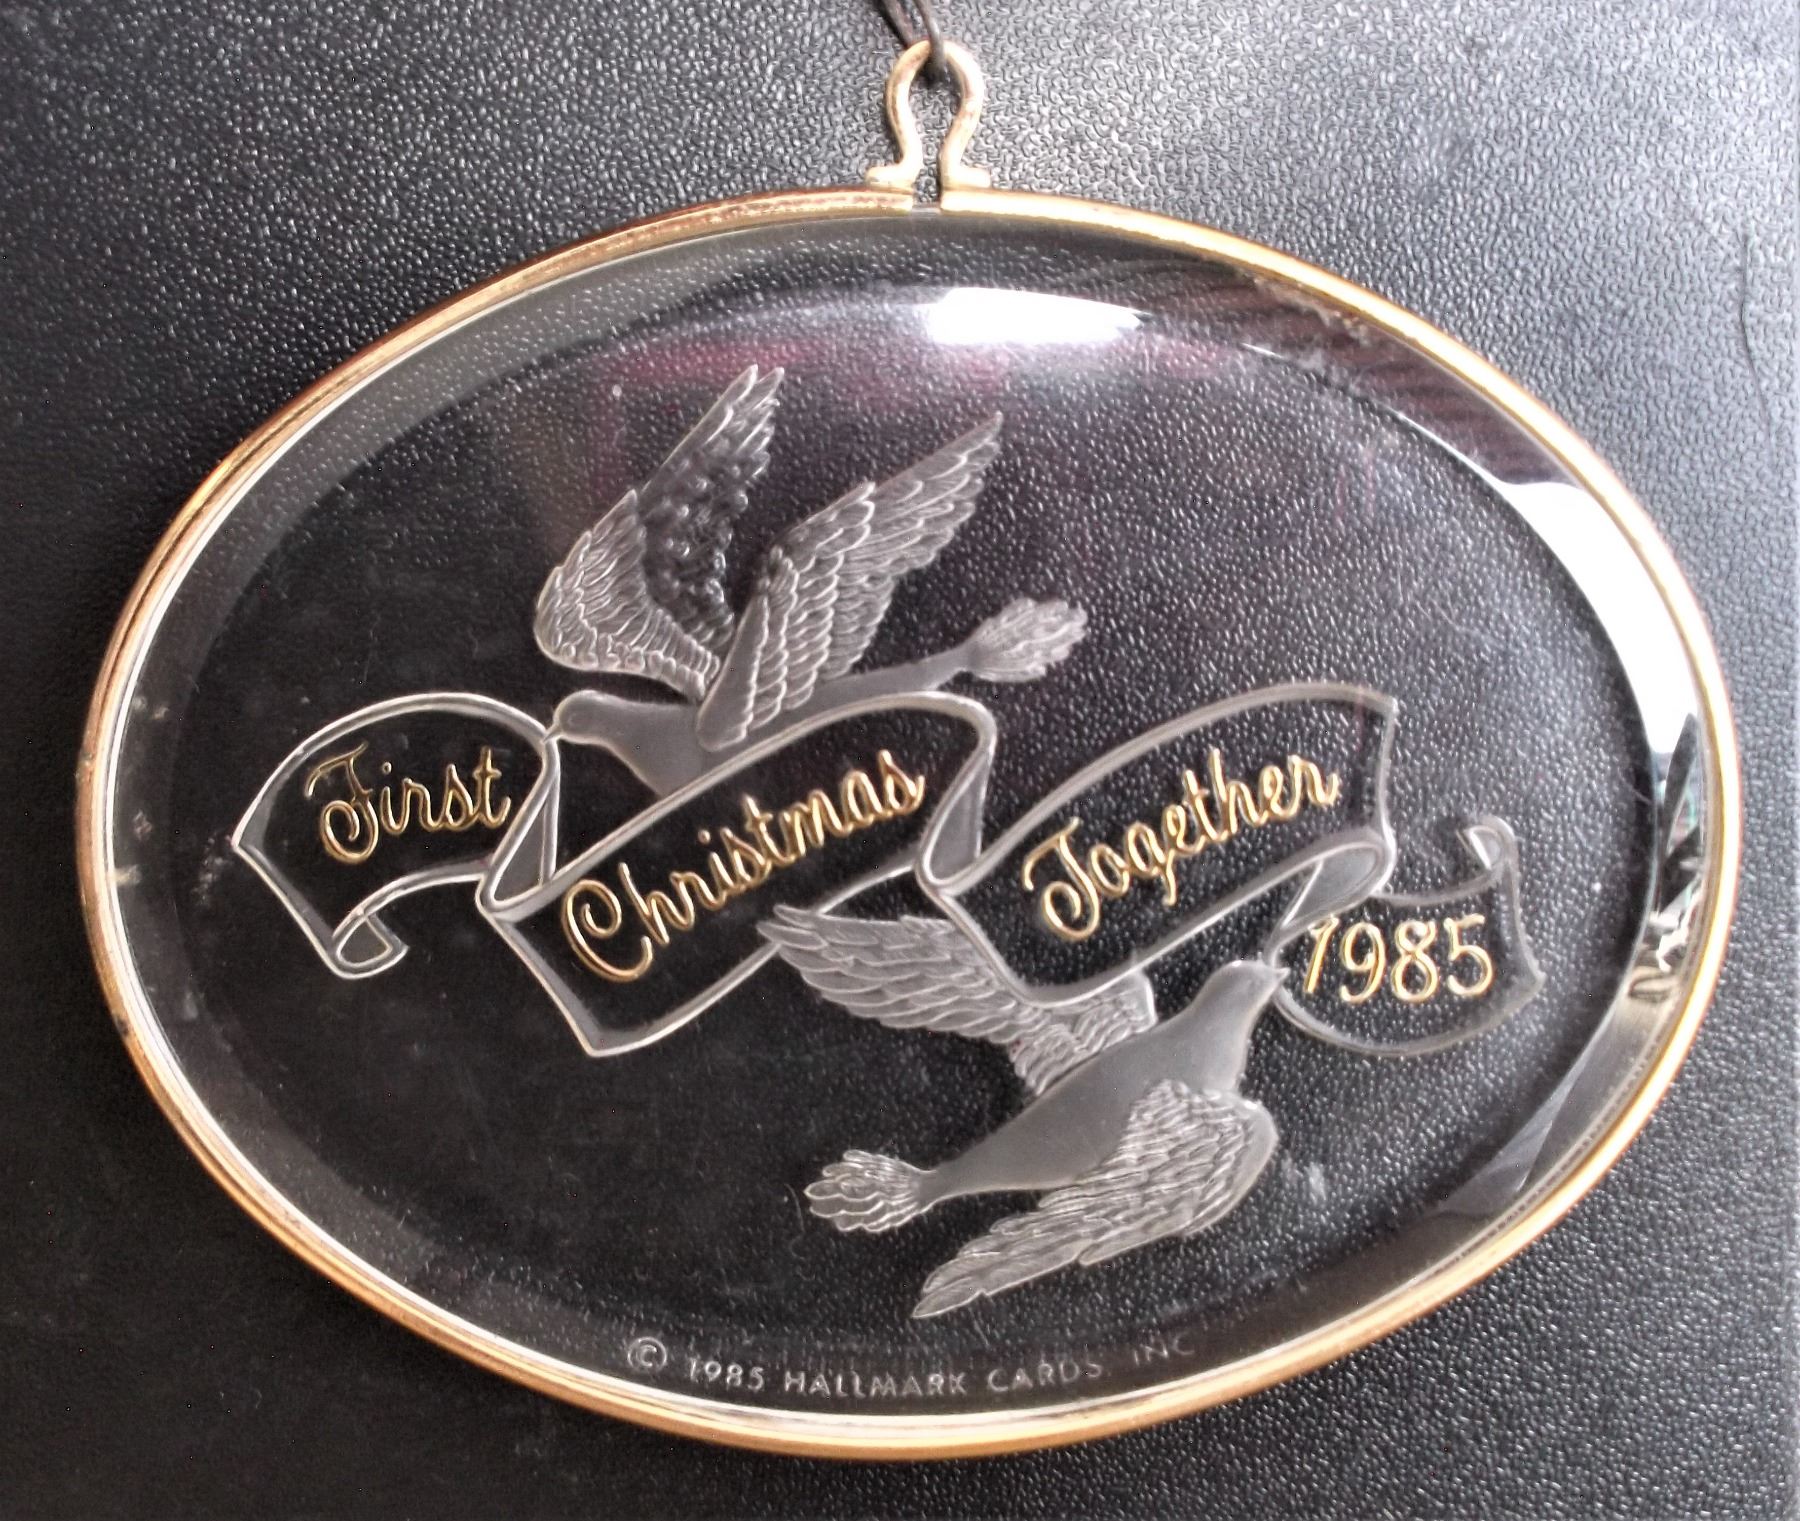 First Christmas Together 1985
© 1985 HALLMARK CARDS. INC